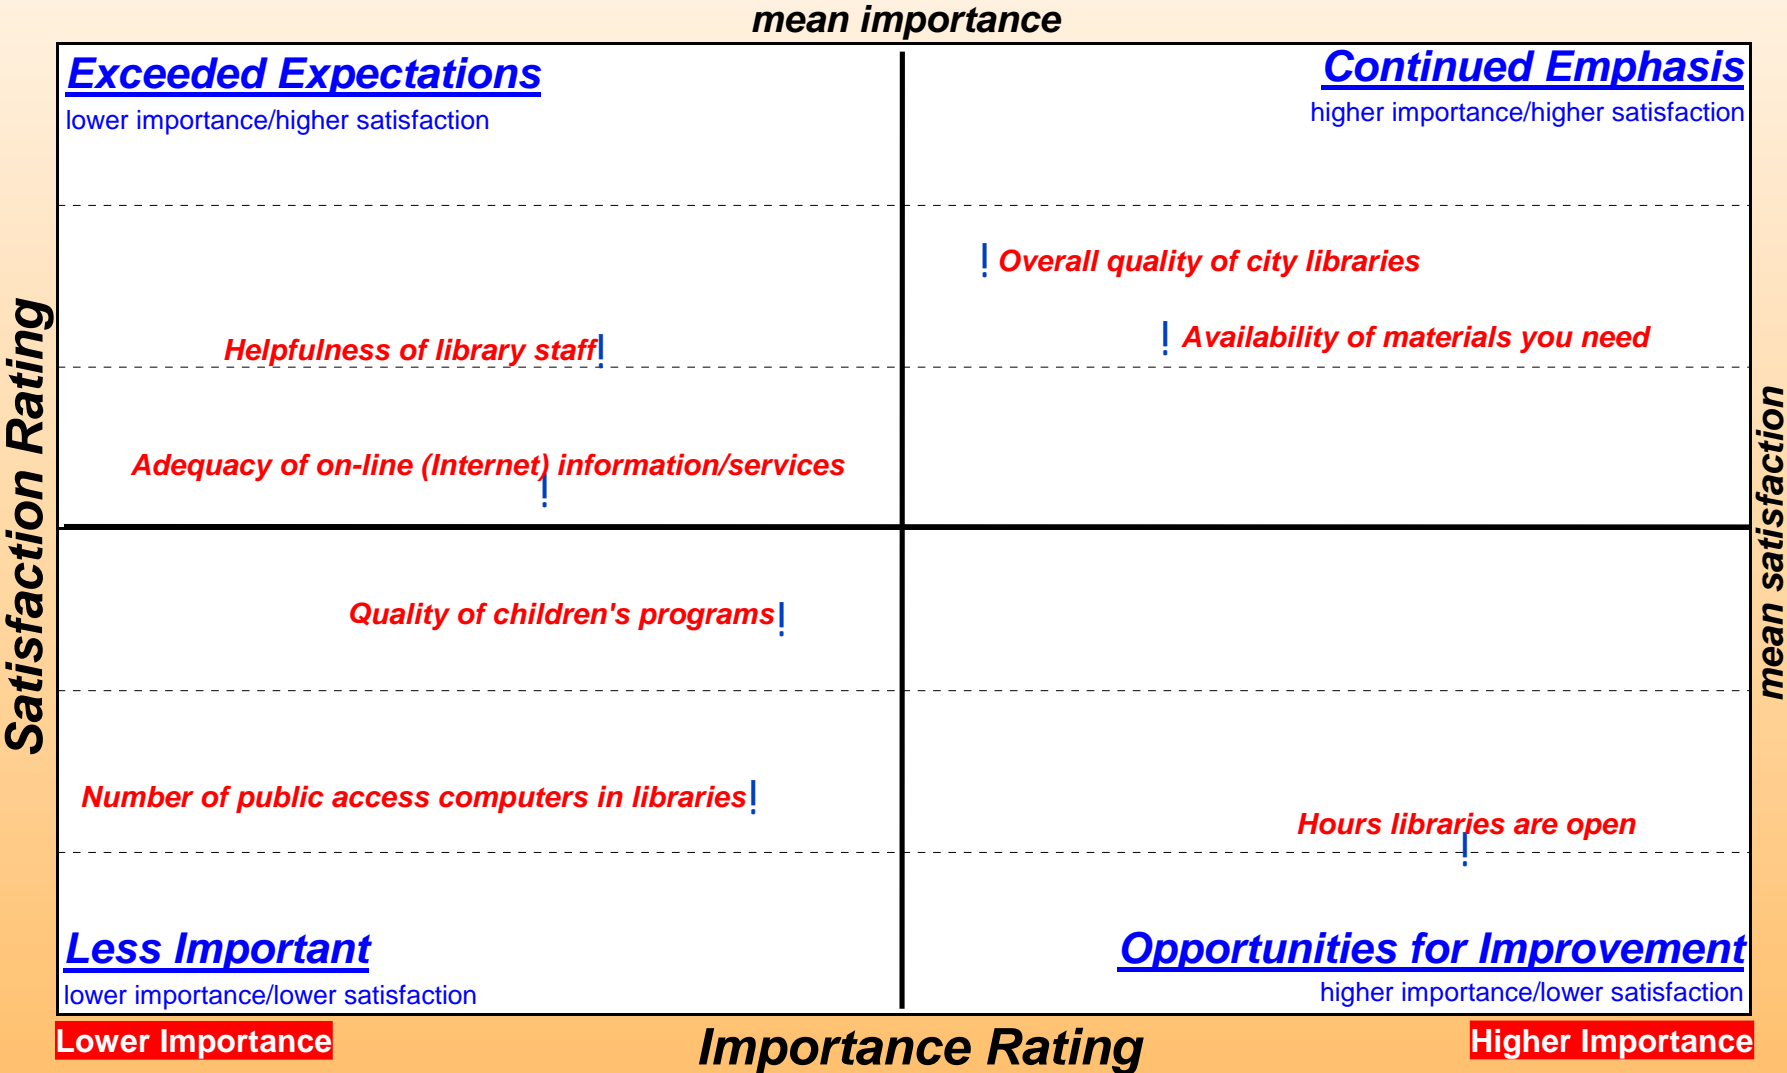 mean importance
Exceeded Expectations
lower importance/higher satisfaction
Continued Emphasis
higher importance/higher satisfaction
Overall quality of city libraries
Helpfulness of library staff
Availability of materials you need
Adequacy of on-line (Internet) information/services
Satisfaction Rating
mean satisfaction
Quality of children's programs
Number of public access computers in libraries
Hours libraries are open
Less Important
lower importance/lower satisfaction
Opportunities for Improvement
higher importance/lower satisfaction
Lower Importance
Importance Rating
Higher Importance